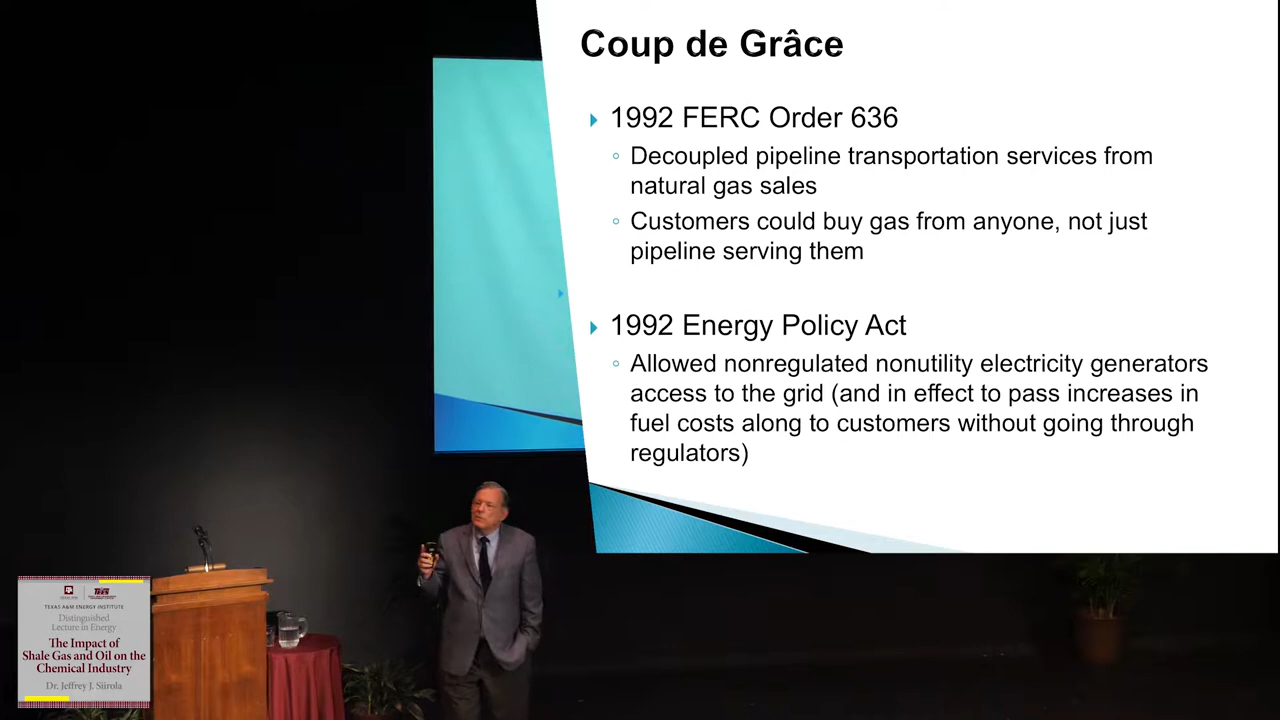 Coup de Grâce
1992 FERC Order 636
Decoupled pipeline transportation services from
natural gas sales
Customers could buy gas from anyone, not just
pipeline serving them
1992 Energy Policy Act
Allowed nonregulated nonutility electricity generators
access to the grid (and in effect to pass increases in
fuel costs along to customers without going through
regulators)
TEXAS A&M ENERGY INSTITUTE
Distinguished
Lecture in Energy
The Impact of
Shale Gas and Oil on the
Chemical Industry
Dr. Jeffrey J. Siirola